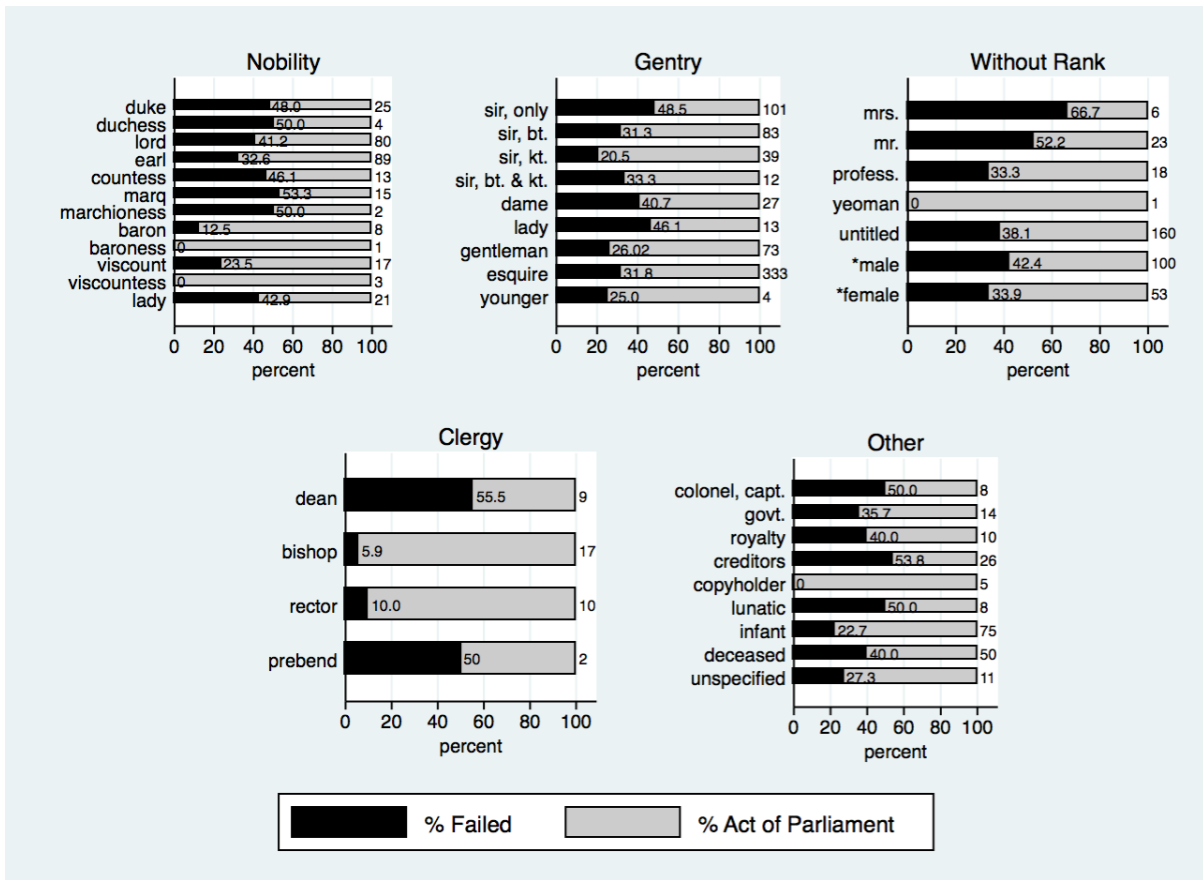 Nobility
duke 48.0 25
duchess 50.0 4
lord 41.2 80
earl 32.6 89
countess 46.1 13
marq 53.3 15
marchioness 50.0 2
baron 12.5 8
baroness 0 1
viscount 23.5 17
viscountess 0 3
lady 42.9 21
0 20 40 60 80 100
percent
Gentry
sir, only 48.5 101
sir, bt. 31.3 83
sir, kt. 20.5 39
sir, bt. & kt. 33.3 12
dame 40.7 27
lady 46.1 13
gentleman 26.02 73
esquire 31.8 333
younger 25.0 4
0 20 40 60 80 100
percent
Without Rank
mrs. 66.7 6
mr. 52.2 23
profess. 33.3 18
yeoman 0 1
untitled 38.1 160
*male 42.4 100
*female 33.9 53
0 20 40 60 80 100
percent
Clergy
dean 55.5 9
bishop 5.9 17
rector 10.0 10
prebend 50 2
0 20 40 60 80 100
percent
Other
colonel, capt. 50.0 8
govt. 35.7 14
royalty 40.0 10
creditors 53.8 26
copyholder 0 5
lunatic 50.0 8
infant 22.7 75
deceased 40.0 50
unspecified 27.3 11
0 20 40 60 80 100
percent
% Failed % Act of Parliament